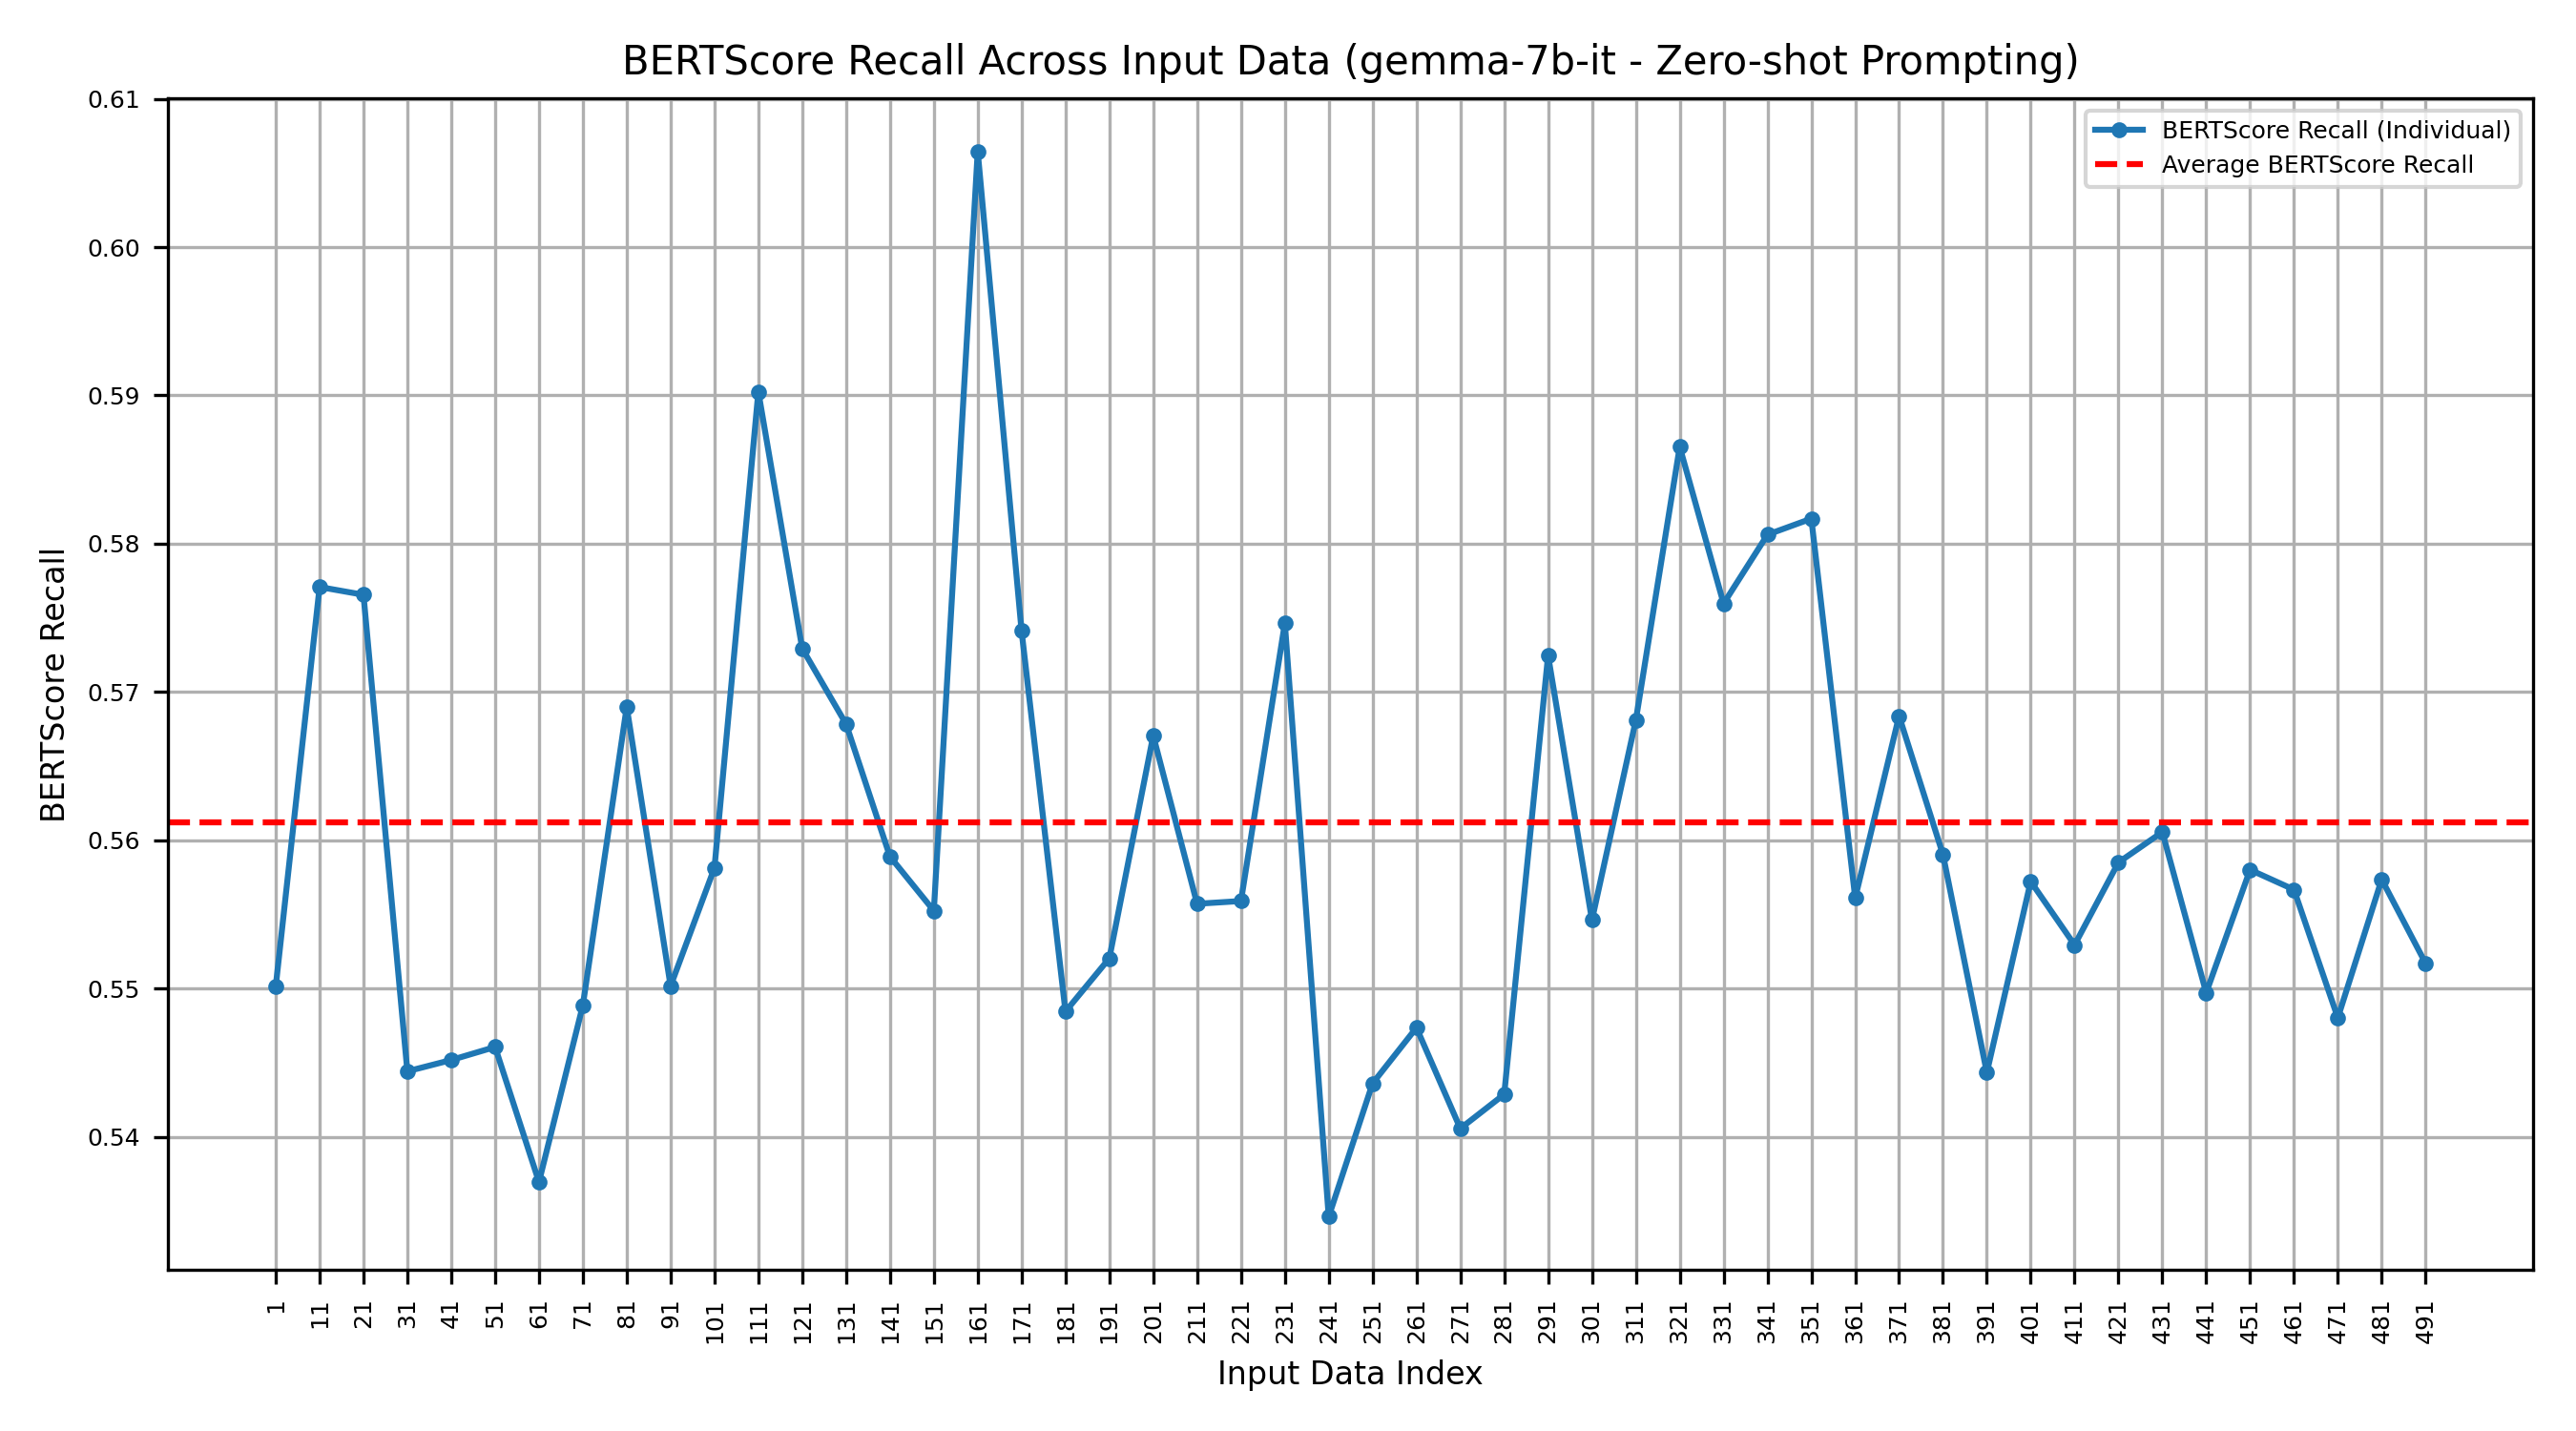 BERTScore Recall Across Input Data (gemma-7b-it - Zero-shot Prompting)
BERTScore Recall (Individual)
Average BERTScore Recall
0.61
0.60
0.59
0.58
0.57
0.56
0.55
0.54
BERTScore Recall
1 11 21 31 41 51 61 71 81 91 101 111 121 131 141 151 161 171 181 191 201 211 221 231 241 251 261 271 281 291 301 311 321 331 341 351 361 371 381 391 401 411 421 431 441 451 461 471 481 491
Input Data Index